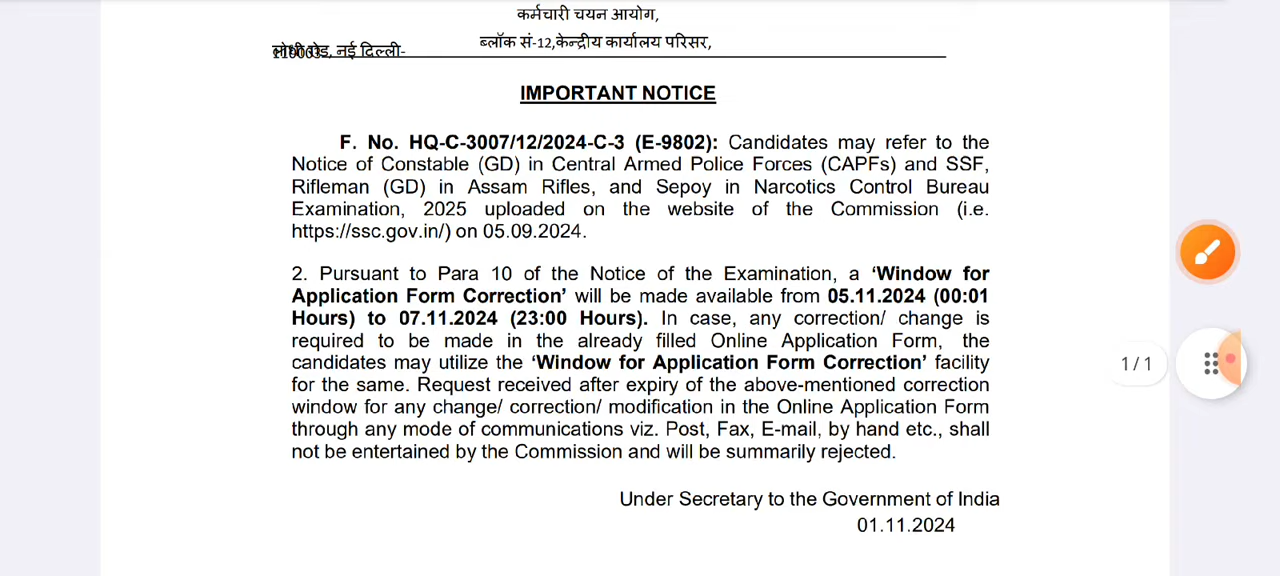 कर्मचारी चयन आयोग,
ब्लॉक सं-12,केन्द्रीय कार्यालय परिसर,
लोधी रोड, नई दिल्ली-
110003
IMPORTANT NOTICE
F. No. HQ-C-3007/12/2024-C-3 (E-9802): Candidates may refer to the
Notice of Constable (GD) in Central Armed Police Forces (CAPFs) and SSF,
Rifleman (GD) in Assam Rifles, and Sepoy in Narcotics Control Bureau
Examination, 2025 uploaded on the website of the Commission (i.e.
https://ssc.gov.in/) on 05.09.2024.
2. Pursuant to Para 10 of the Notice of the Examination, a ‘Window for
Application Form Correction’ will be made available from 05.11.2024 (00:01
Hours) to 07.11.2024 (23:00 Hours). In case, any correction/ change is
required to be made in the already filled Online Application Form, the
candidates may utilize the ‘Window for Application Form Correction’ facility
for the same. Request received after expiry of the above-mentioned correction
window for any change/ correction/ modification in the Online Application Form
through any mode of communications viz. Post, Fax, E-mail, by hand etc., shall
not be entertained by the Commission and will be summarily rejected.
Under Secretary to the Government of India
01.11.2024
1/1